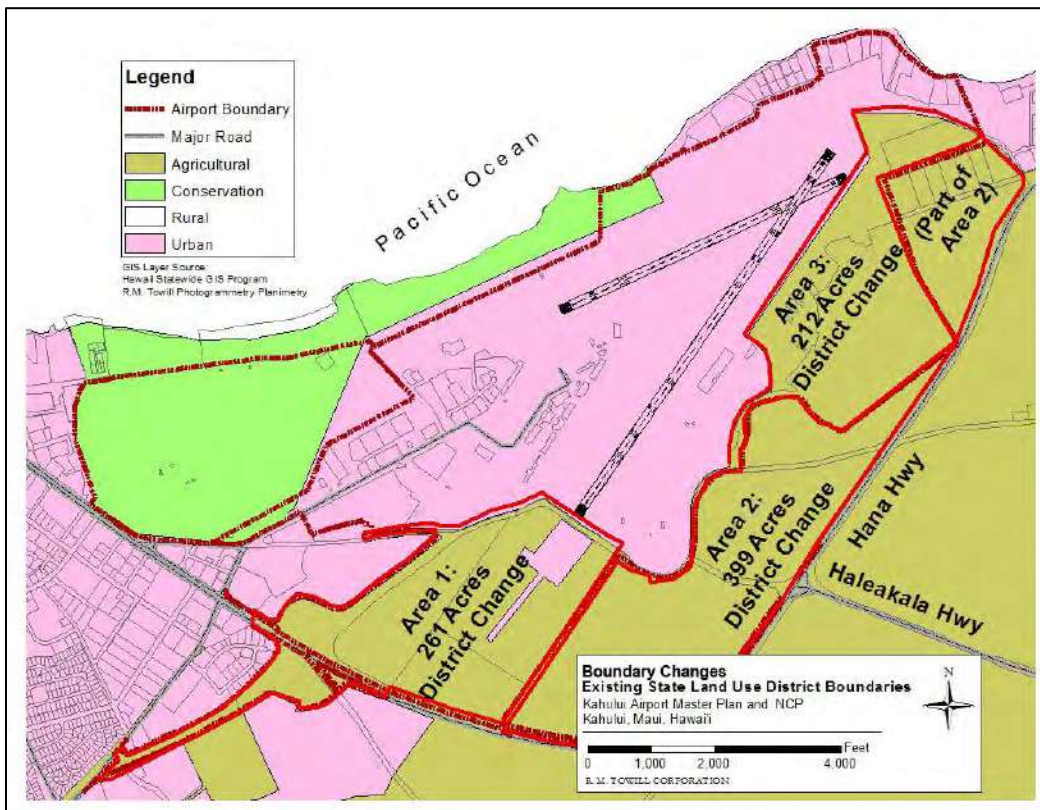 Legend
Airport Boundary
Major Road
Agricultural
Conservation
Rural
Urban
GIS Layer Source:
Hawaii Statewide GIS Program
R.M. Towill Photogrammetry Planimetry
Pacific Ocean
(Part of
Area 2)
Area 3:
212 Acres
District Change
Area 2:
399 Acres
District Change
Hana Hwy
Haleakala Hwy
Area 1:
261 Acres
District Change
Boundary Changes
Existing State Land Use District Boundaries
Kahului Airport Master Plan and NCP
Kahului, Maui, Hawai'i
N
Feet
0 1,000 2,000 4,000
R. M. TOWILL CORPORATION